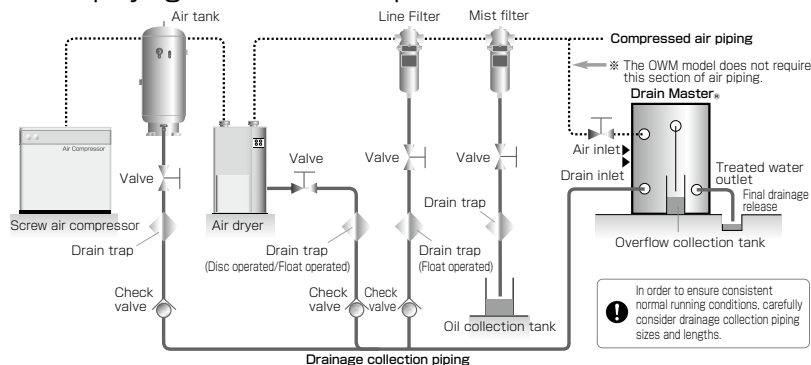 Air tank
Line Filter
Mist filter
Compressed air piping
※ The OWM model does not require
this section of air piping.
Drain Master®
Air Compressor
Valve
Valve
Valve
Valve
Air inlet
Drain inlet
Treated water
outlet
Final drainage
release
Screw air compressor
Air dryer
Drain trap
Drain trap
Drain trap
(Disc operated/Float operated)
Drain trap
(Float operated)
Overflow collection tank
Check
valve
Check
valve
Check
valve
Oil collection tank
In order to ensure consistent
normal running conditions, carefully
consider drainage collection piping
sizes and lengths.
Drainage collection piping